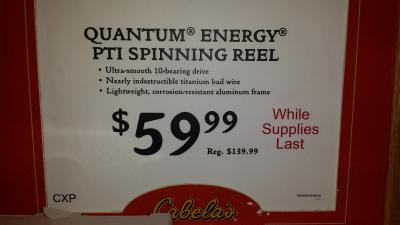 QUANTUM® ENERGY®
PTI SPINNING REEL
• Ultra-smooth 10-bearing drive
• Nearly indestructible titanium bail wire
• Lightweight, corrosion-resistant aluminum frame
$59.99
Reg. $139.99
While
Supplies
Last
CXP
Cabela's